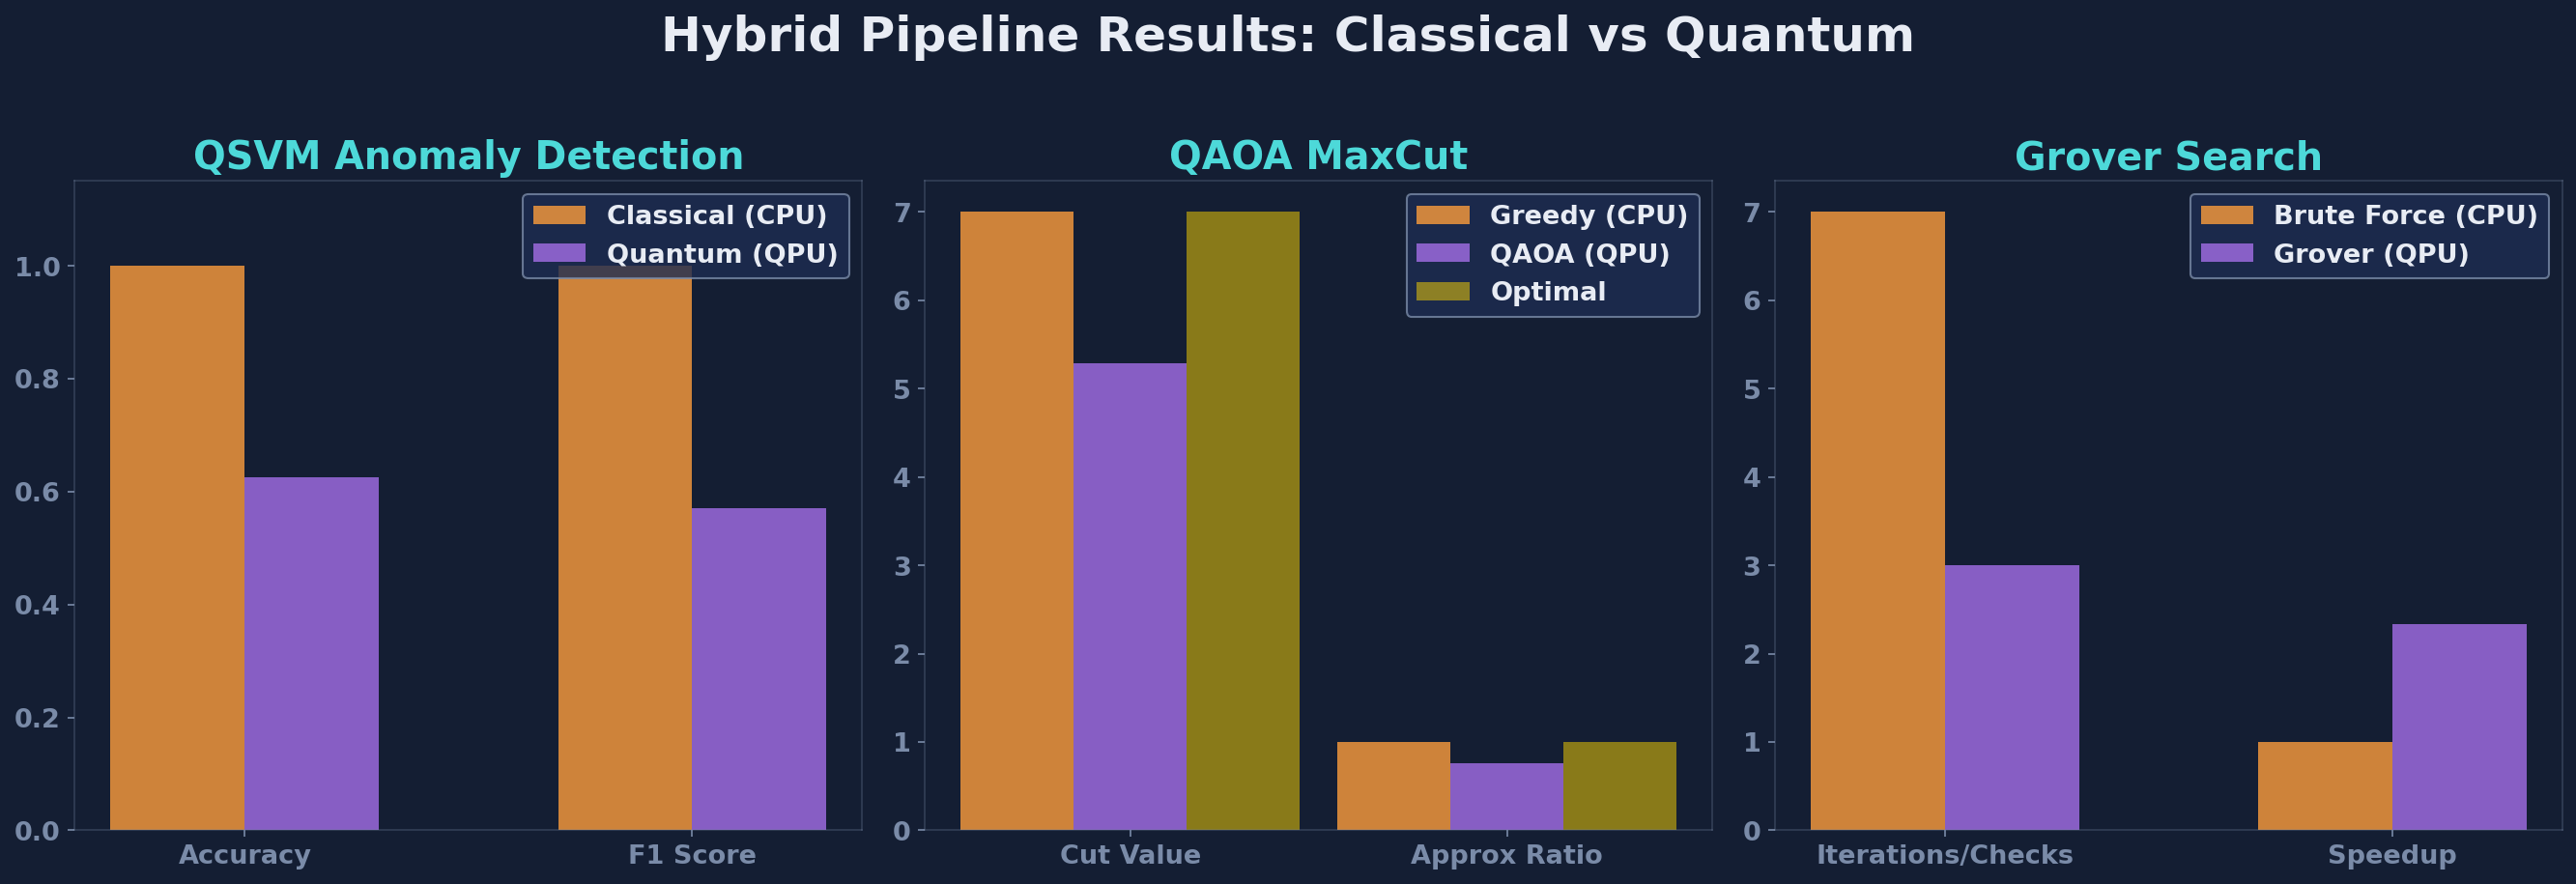 Hybrid Pipeline Results: Classical vs Quantum
QSVM Anomaly Detection
Classical (CPU)
Quantum (QPU)
1.0
0.8
0.6
0.4
0.2
0.0
Accuracy
F1 Score
QAOA MaxCut
Greedy (CPU)
QAOA (QPU)
Optimal
7
6
5
4
3
2
1
0
Cut Value
Approx Ratio
Grover Search
Brute Force (CPU)
Grover (QPU)
7
6
5
4
3
2
1
0
Iterations/Checks
Speedup